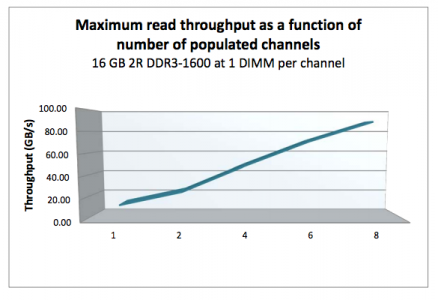 Maximum read throughput as a function of
number of populated channels
16 GB 2R DDR3-1600 at 1 DIMM per channel
Throughput (GB/s)
100.00
80.00
60.00
40.00
20.00
0.00
1 2 4 6 8